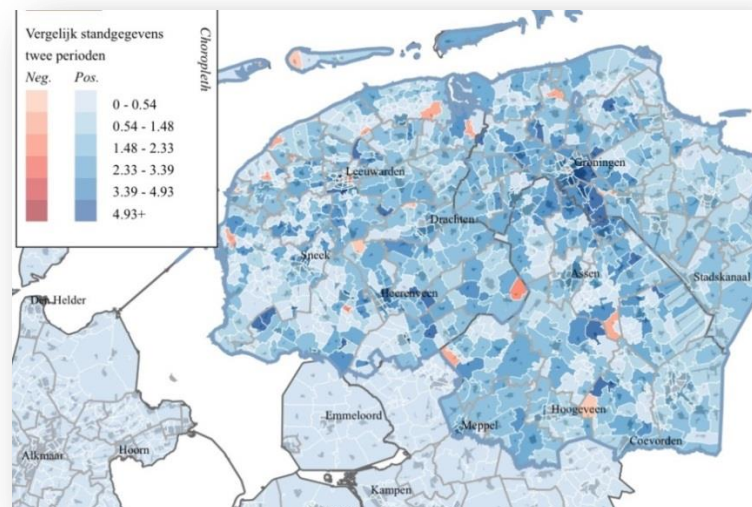 Vergelijk standgegevens
twee perioden
Neg. Pos.
Choropleth
0 - 0.54
0.54 - 1.48
1.48 - 2.33
2.33 - 3.39
3.39 - 4.93
4.93+
Groningen
Leeuwarden
Drachten
Sneek
Assen
Stadskanaal
Heerenveen
Den Helder
Emmeloord
Meppel
Hoogeveen
Coevorden
Hoorn
Alkmaar
Kampen